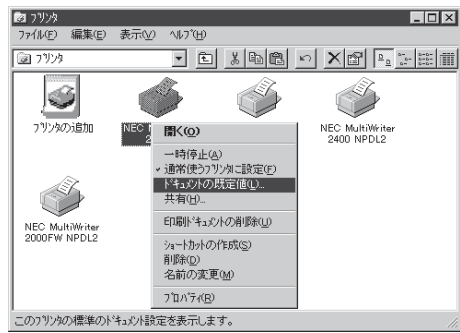 プリンタ
ファイル(F) 編集(E) 表示(V) ヘルプ(H)
プリンタ
プリンタの追加
NEC
2
NEC MultiWriter
2400 NPDL2
NEC MultiWriter
2000FW NPDL2
開く(O)
一時停止(A)
通常使うプリンタに設定(F)
ドキュメントの既定値(L)...
共有(H)...
印刷ドキュメントの削除(U)
ショートカットの作成(S)
削除(D)
名前の変更(M)
プロパティ(R)
このプリンタの標準のドキュメント設定を表示します。